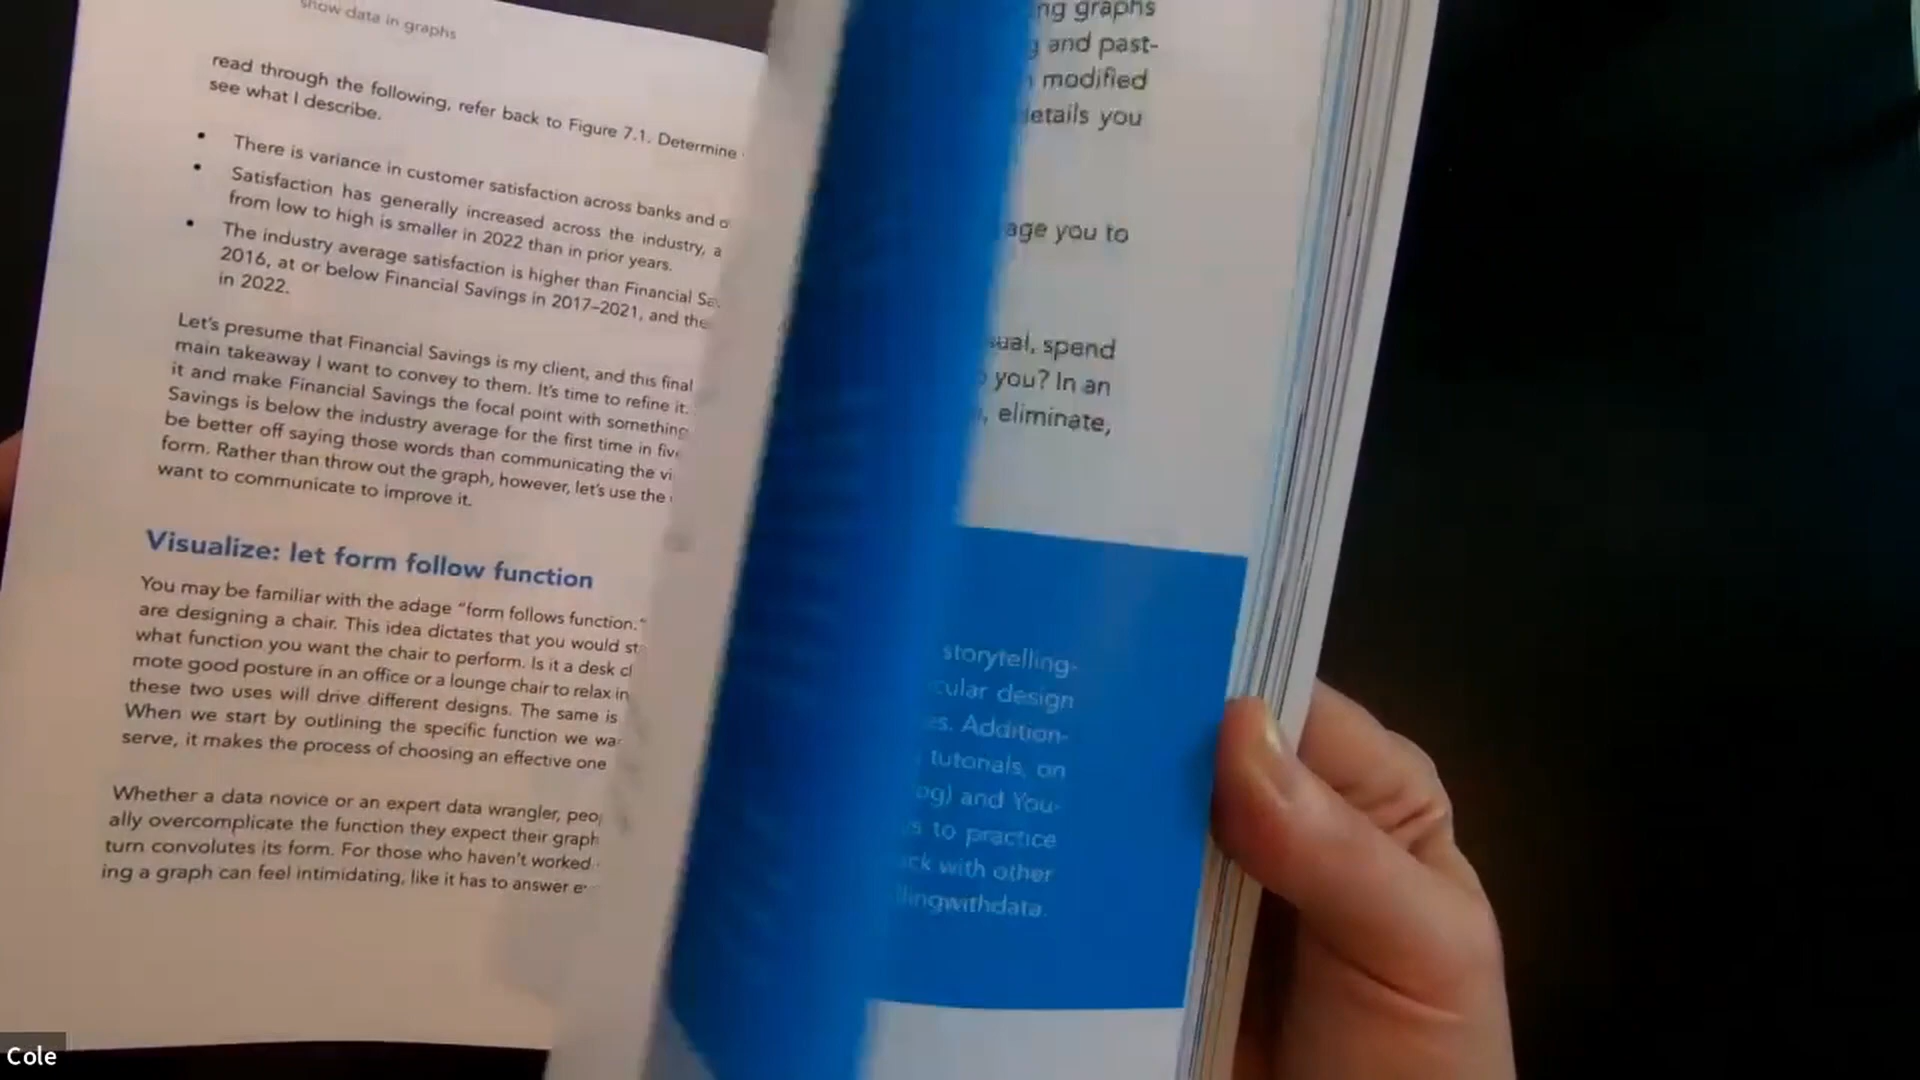 show data in graphs
read through the following, refer back to Figure 7.1. Determine
see what I describe.
• There is variance in customer satisfaction across banks and
• Satisfaction has generally increased across the industry, a
from low to high is smaller in 2022 than in prior years.
• The industry average satisfaction is higher than Financial
2016, at or below Financial Savings in 2017–2021, and
in 2022.
Let's presume that Financial Savings is my client, and this final
main takeaway I want to convey to them. It's time to refine it.
it and make Financial Savings the focal point with something
Savings is below the industry average for the first time in
be better off saying those words than communicating the
form. Rather than throw out the graph, however, let's use the
want to communicate to improve it.
Visualize: let form follow function
You may be familiar with the adage "form follows function."
are designing a chair. This idea dictates that you would
what function you want the chair to perform. Is it a desk
mote good posture in an office or a lounge chair to relax in
these two uses will drive different designs. The same is
When we start by outlining the specific function we
serve, it makes the process of choosing an effective one
Whether a data novice or an expert data wrangler,
ally overcomplicate the function they expect their graph
turn convolutes its form. For those who haven't worked
ing a graph can feel intimidating, like it has to answer
ng graphs
and past-
modified
details you
age you to
ual, spend
you? In an
, eliminate,
storytelling-
cular design
es. Addition-
tutorials, on
og) and You-
to practice
ck with other
llingwithdata.
Cole